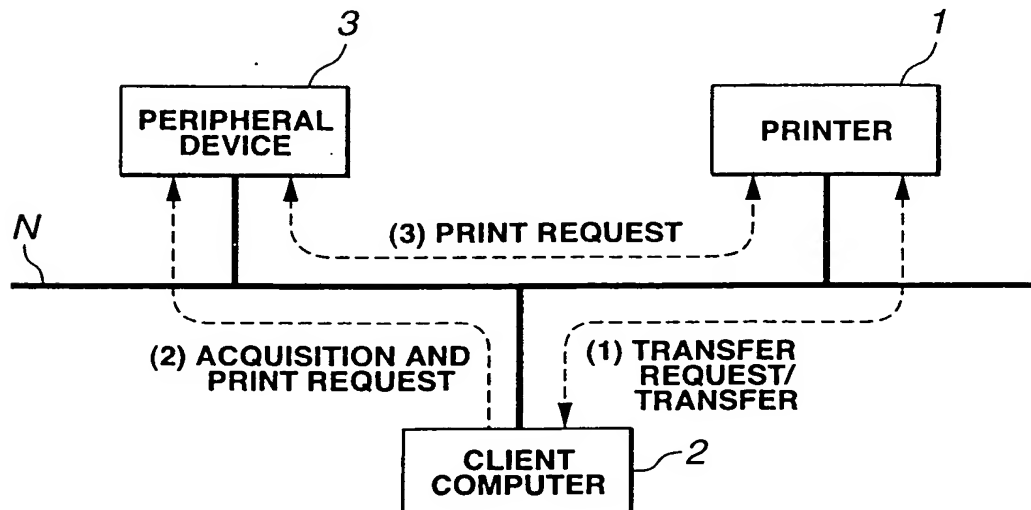 3
1
PERIPHERAL
DEVICE
PRINTER
N
(3) PRINT REQUEST
(2) ACQUISITION AND
PRINT REQUEST
(1) TRANSFER
REQUEST/
TRANSFER
CLIENT
COMPUTER
2